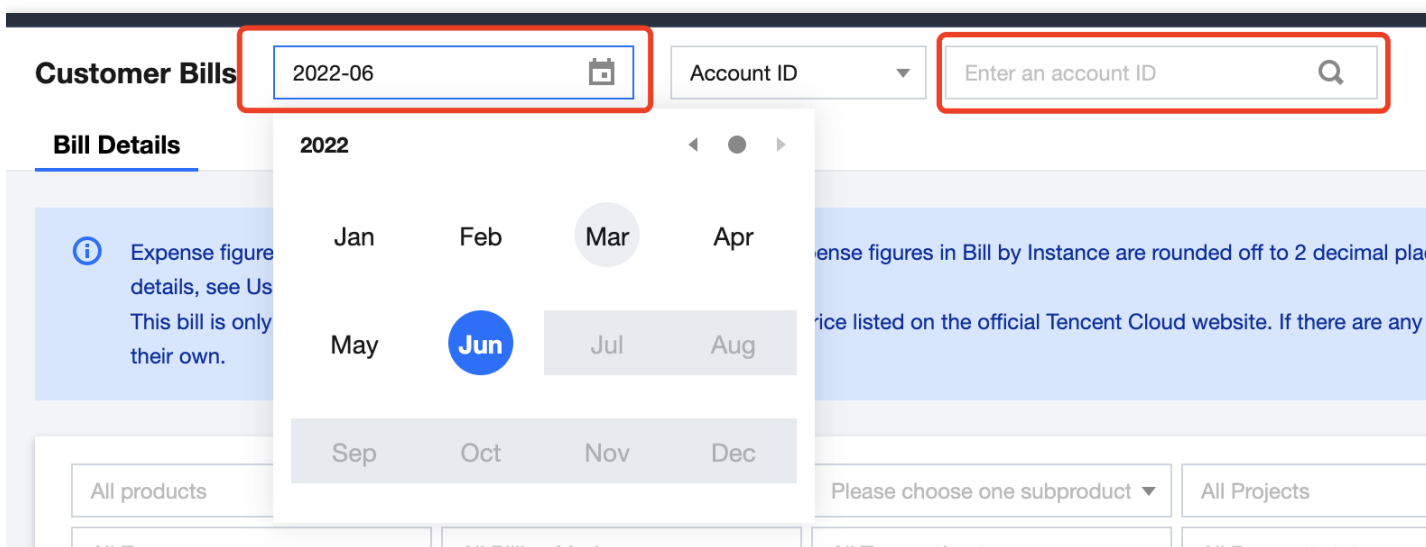 Customer Bills
2022-06
Account ID
Enter an account ID
Bill Details
2022
Jan Feb Mar Apr
May Jun Jul Aug
Sep Oct Nov Dec
Expense figure
ense figures in Bill by Instance are rounded off to 2 decimal
details, see Us
This bill is only
rice listed on the official Tencent Cloud website. If there are any
their own.
All products
Please choose one subproduct
All Projects